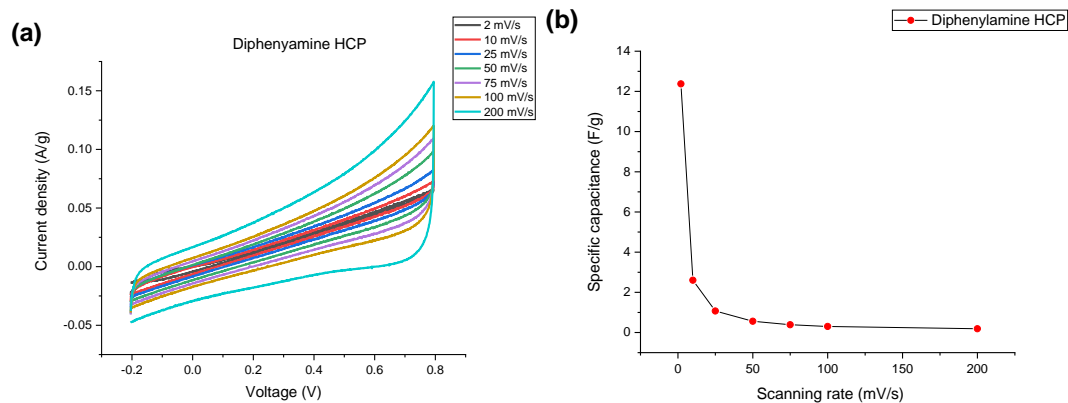 (a)
Diphenyamine HCP
2 mV/s
10 mV/s
25 mV/s
50 mV/s
75 mV/s
100 mV/s
200 mV/s
0.15
0.10
0.05
0.00
-0.05
Current density (A/g)
-0.2 0.0 0.2 0.4 0.6 0.8
Voltage (V)
(b)
Diphenylamine HCP
14
12
10
8
6
4
2
0
Specific capacitance (F/g)
0 50 100 150 200
Scanning rate (mV/s)